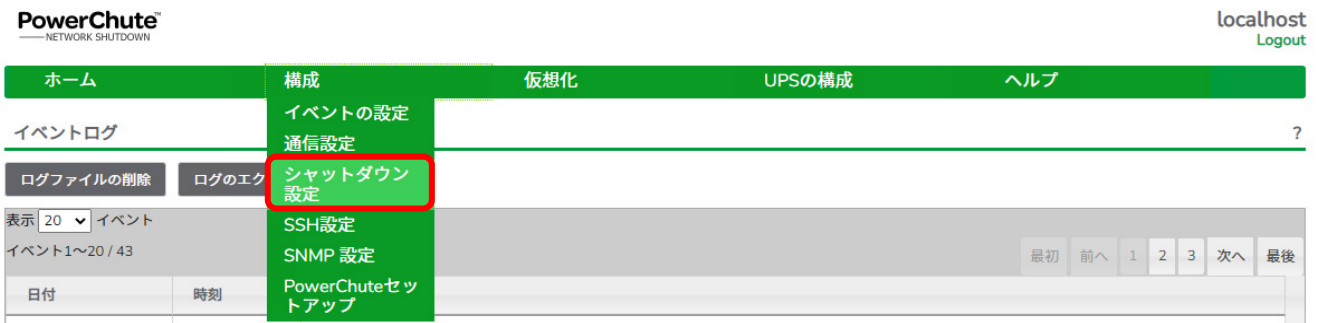 PowerChute™
NETWORK SHUTDOWN
localhost
Logout
ホーム
構成
仮想化
UPSの構成
ヘルプ
イベントの設定
通信設定
シャットダウン
設定
SSH設定
SNMP 設定
PowerChuteセッ
トアップ
イベントログ
?
ログファイルの削除
ログのエク
表示 20 イベント
イベント1～20 / 43
最初 前へ 1 2 3 次へ 最後
日付
時刻